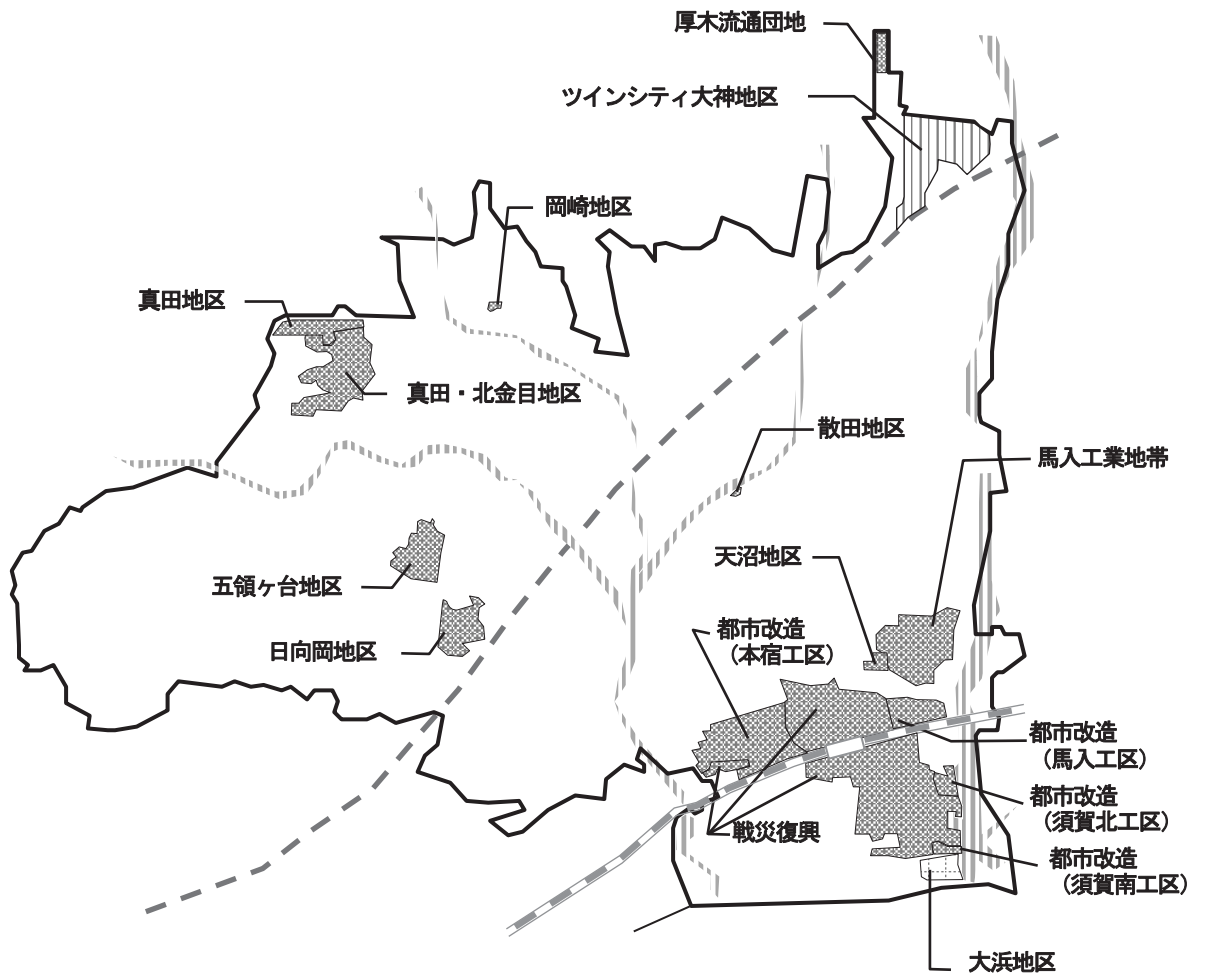 厚木流通団地
ツインシティ大神地区
岡崎地区
真田地区
真田・北金目地区
散田地区
馬入工業地帯
天沼地区
五領ヶ台地区
日向岡地区
都市改造
（本宿工区）
都市改造
（馬入工区）
都市改造
（須賀北工区）
戦災復興
都市改造
（須賀南工区）
大浜地区